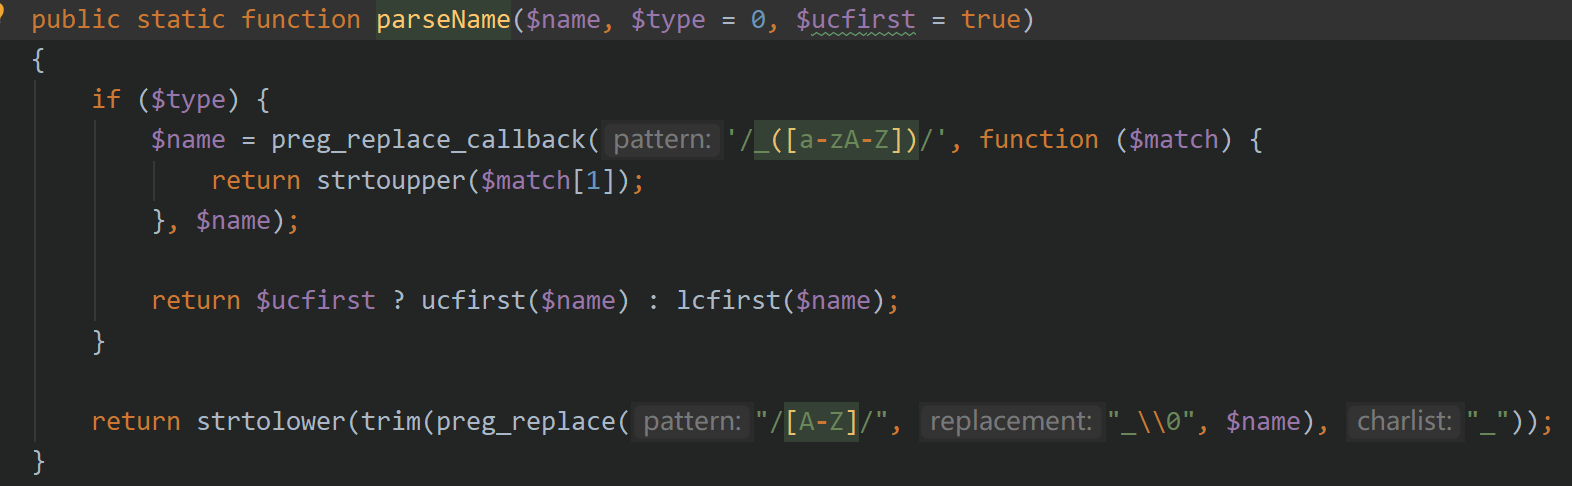 public static function parseName($name, $type = 0, $ucfirst = true)
{
if ($type) {
$name = preg_replace_callback( pattern: '/_([a-zA-Z])/', function ($match) {
return strtoupper($match[1]);
}, $name);
return $ucfirst ? ucfirst($name) : lcfirst($name);
}
return strtolower(trim(preg_replace( pattern: "/[A-Z]/", replacement: "_\\0", $name), charlist: "_"));
}